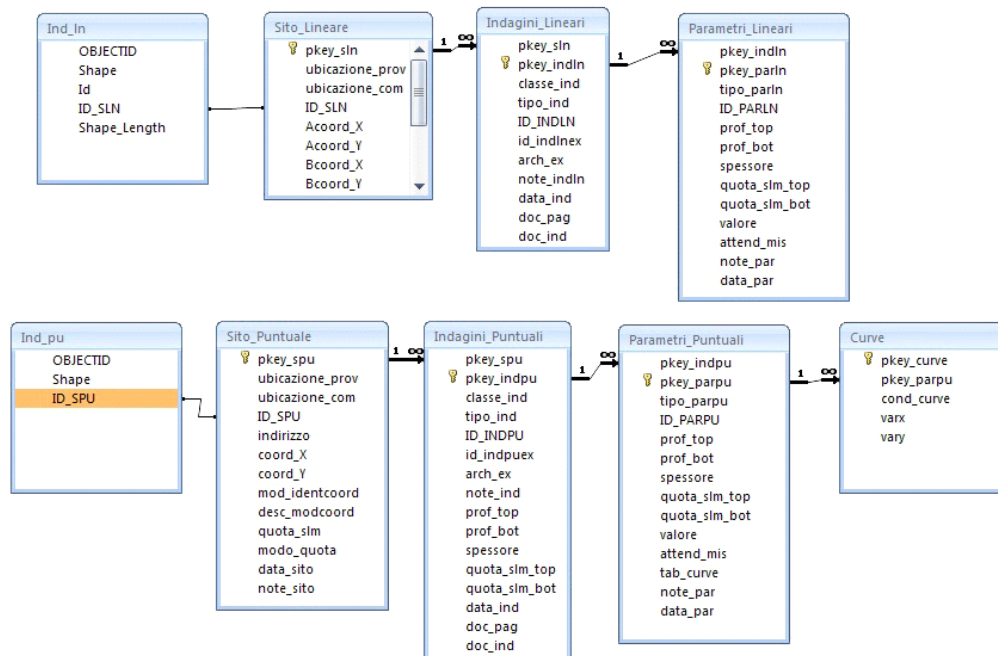 Ind_ln
OBJECTID
Shape
Id
ID_SLN
Shape_Length
Sito_Lineare
pkey_sln
ubicazione_prov
ubicazione_com
ID_SLN
Acoord_X
Acoord_Y
Bcoord_X
Bcoord_Y
1 ∞
Indagini_Lineari
pkey_sln
pkey_indln
classe_ind
tipo_ind
ID_INDLN
id_indlnex
arch_ex
note_indln
data_ind
doc_pag
doc_ind
1 ∞
Parametri_Lineari
pkey_indln
pkey_parln
tipo_parln
ID_PARLN
prof_top
prof_bot
spessore
quota_slm_top
quota_slm_bot
valore
attend_mis
note_par
data_par
Ind_pu
OBJECTID
Shape
ID_SPU
Sito_Puntuale
pkey_spu
ubicazione_prov
ubicazione_com
ID_SPU
indirizzo
coord_X
coord_Y
mod_identcoord
desc_modcoord
quota_slm
modo_quota
data_sito
note_sito
1 ∞
Indagini_Puntuali
pkey_spu
pkey_indpu
classe_ind
tipo_ind
ID_INDPU
id_indpuex
arch_ex
note_ind
prof_top
prof_bot
spessore
quota_slm_top
quota_slm_bot
data_ind
doc_pag
doc_ind
1 ∞
Parametri_Puntuali
pkey_indpu
pkey_parpu
tipo_parpu
ID_PARPU
prof_top
prof_bot
spessore
quota_slm_top
quota_slm_bot
valore
attend_mis
tab_curve
note_par
data_par
1 ∞
Curve
pkey_curve
pkey_parpu
cond_curve
varx
vary